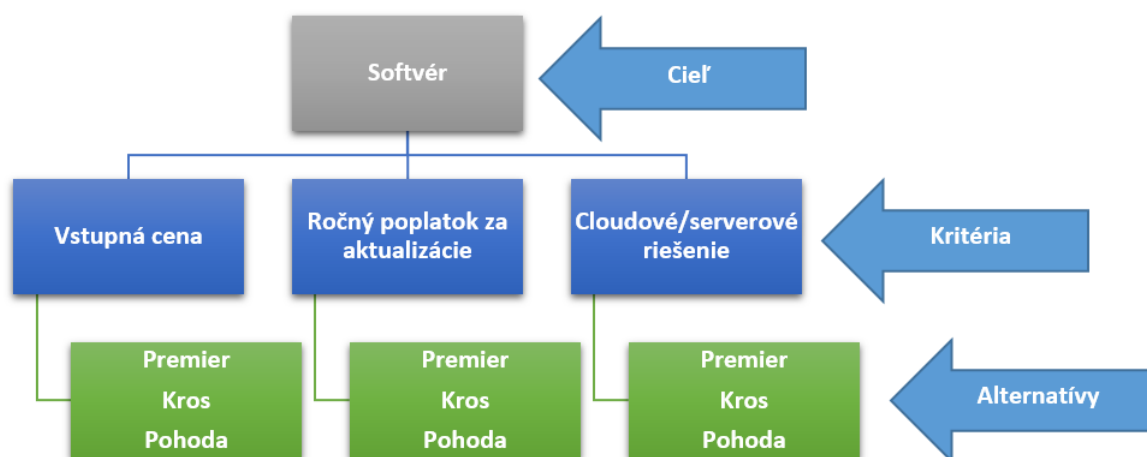 Softvér
Cieľ
Vstupná cena
Ročný poplatok za
aktualizácie
Cloudové/serverové
riešenie
Kritéria
Premier
Kros
Pohoda
Premier
Kros
Pohoda
Premier
Kros
Pohoda
Alternatívy